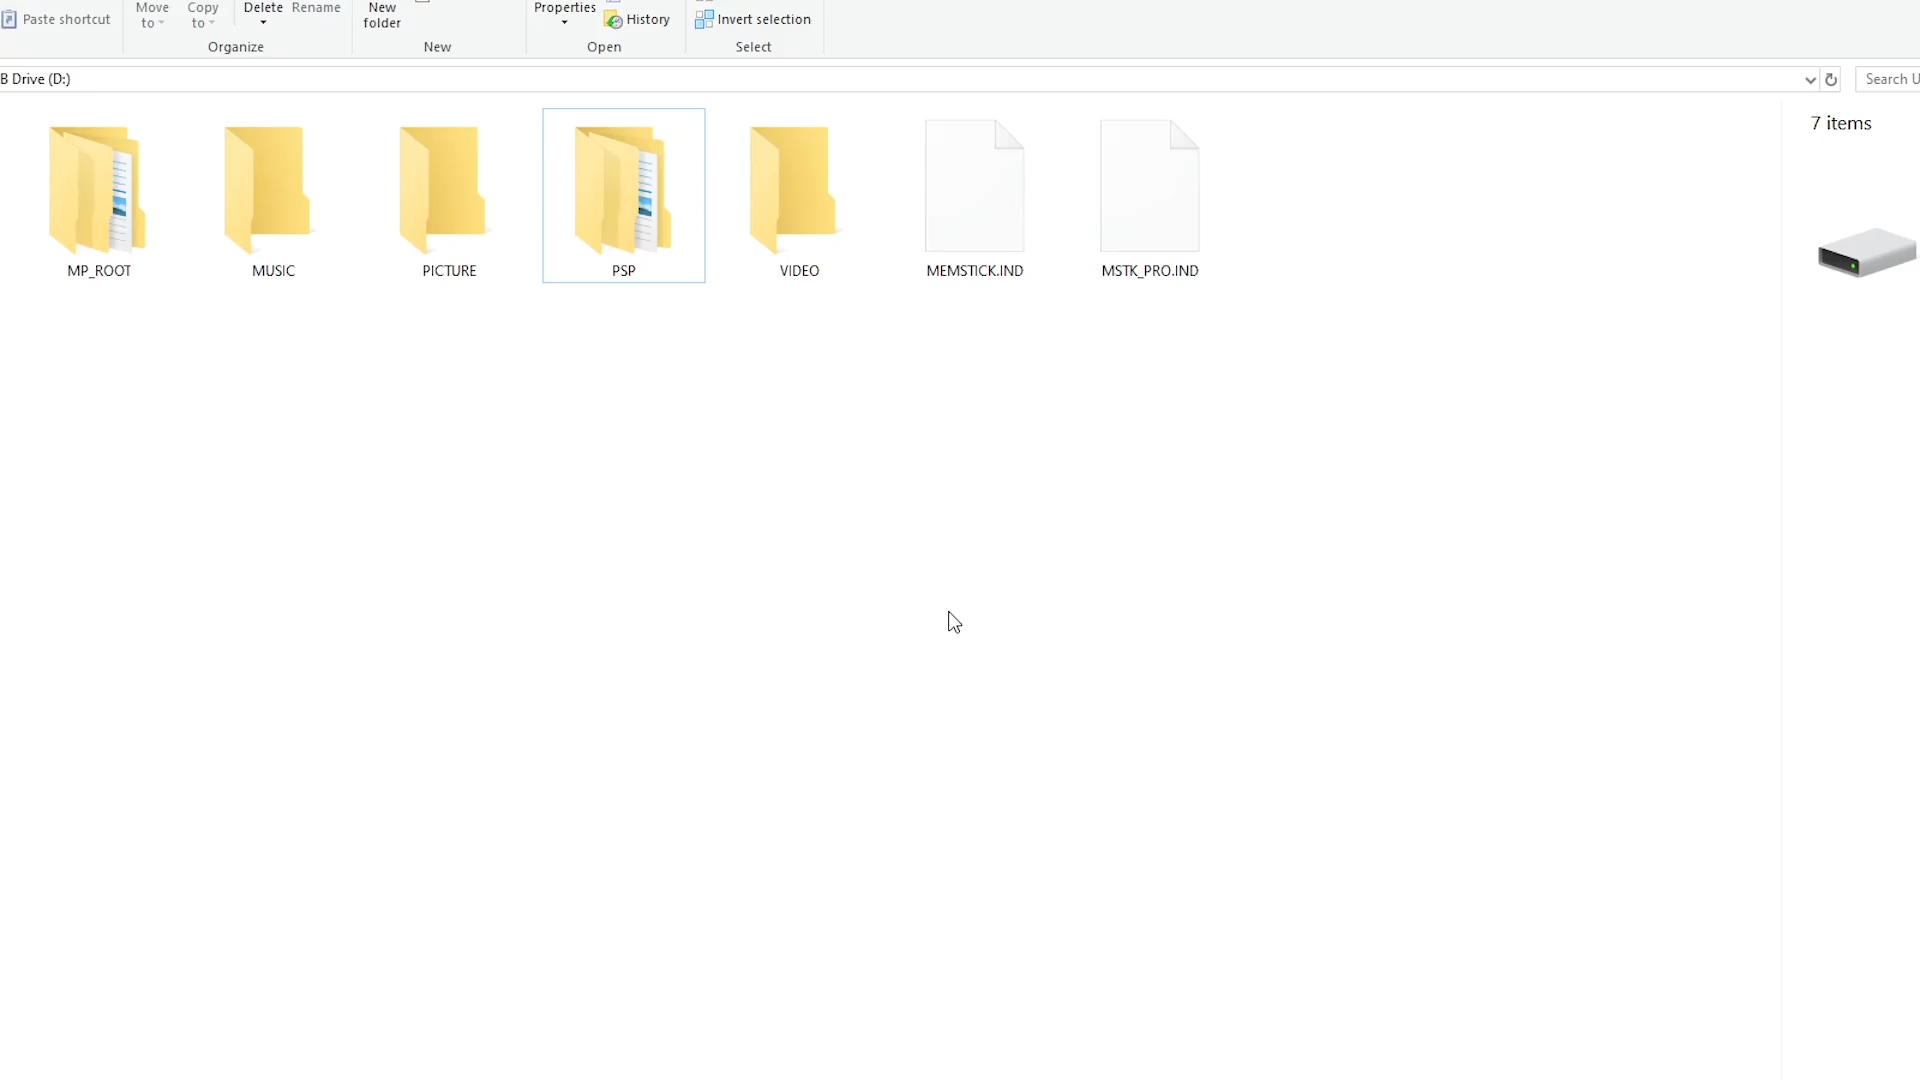 Paste shortcut
Move to
Copy to
Delete
Rename
Organize
New folder
New
Properties
History
Open
Invert selection
Select
B Drive (D:)
Search U
7 items
MP_ROOT
MUSIC
PICTURE
PSP
VIDEO
MEMSTICK.IND
MSTK_PRO.IND